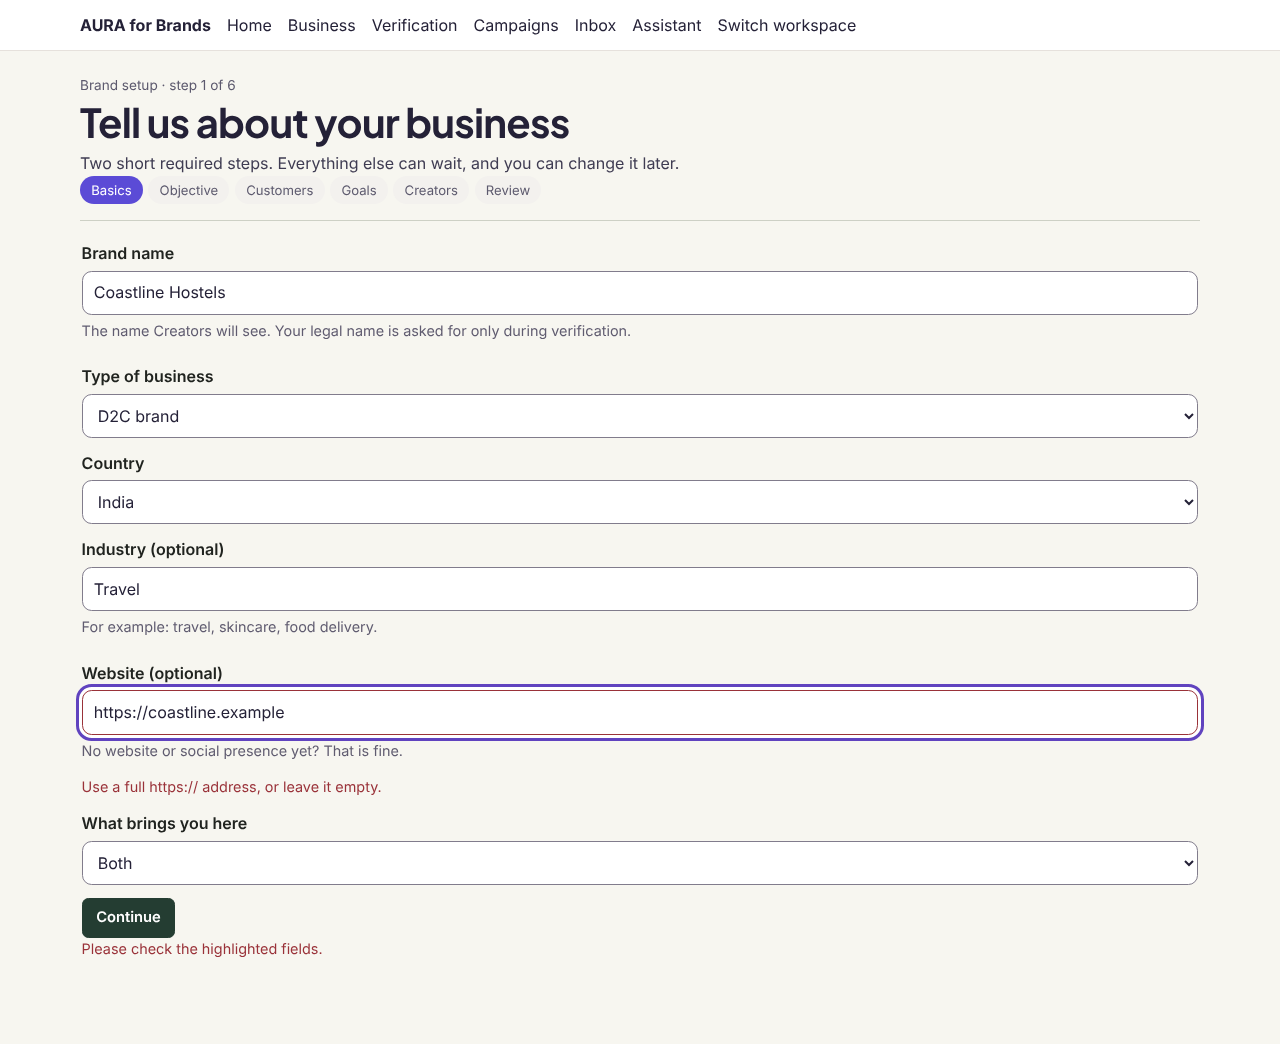 AURA for Brands Home Business Verification Campaigns Inbox Assistant Switch workspace
Brand setup · step 1 of 6
Tell us about your business
Two short required steps. Everything else can wait, and you can change it later.
Basics Objective Customers Goals Creators Review
Brand name
Coastline Hostels
The name Creators will see. Your legal name is asked for only during verification.
Type of business
D2C brand
Country
India
Industry (optional)
Travel
For example: travel, skincare, food delivery.
Website (optional)
https://coastline.example
No website or social presence yet? That is fine.
Use a full https:// address, or leave it empty.
What brings you here
Both
Continue
Please check the highlighted fields.